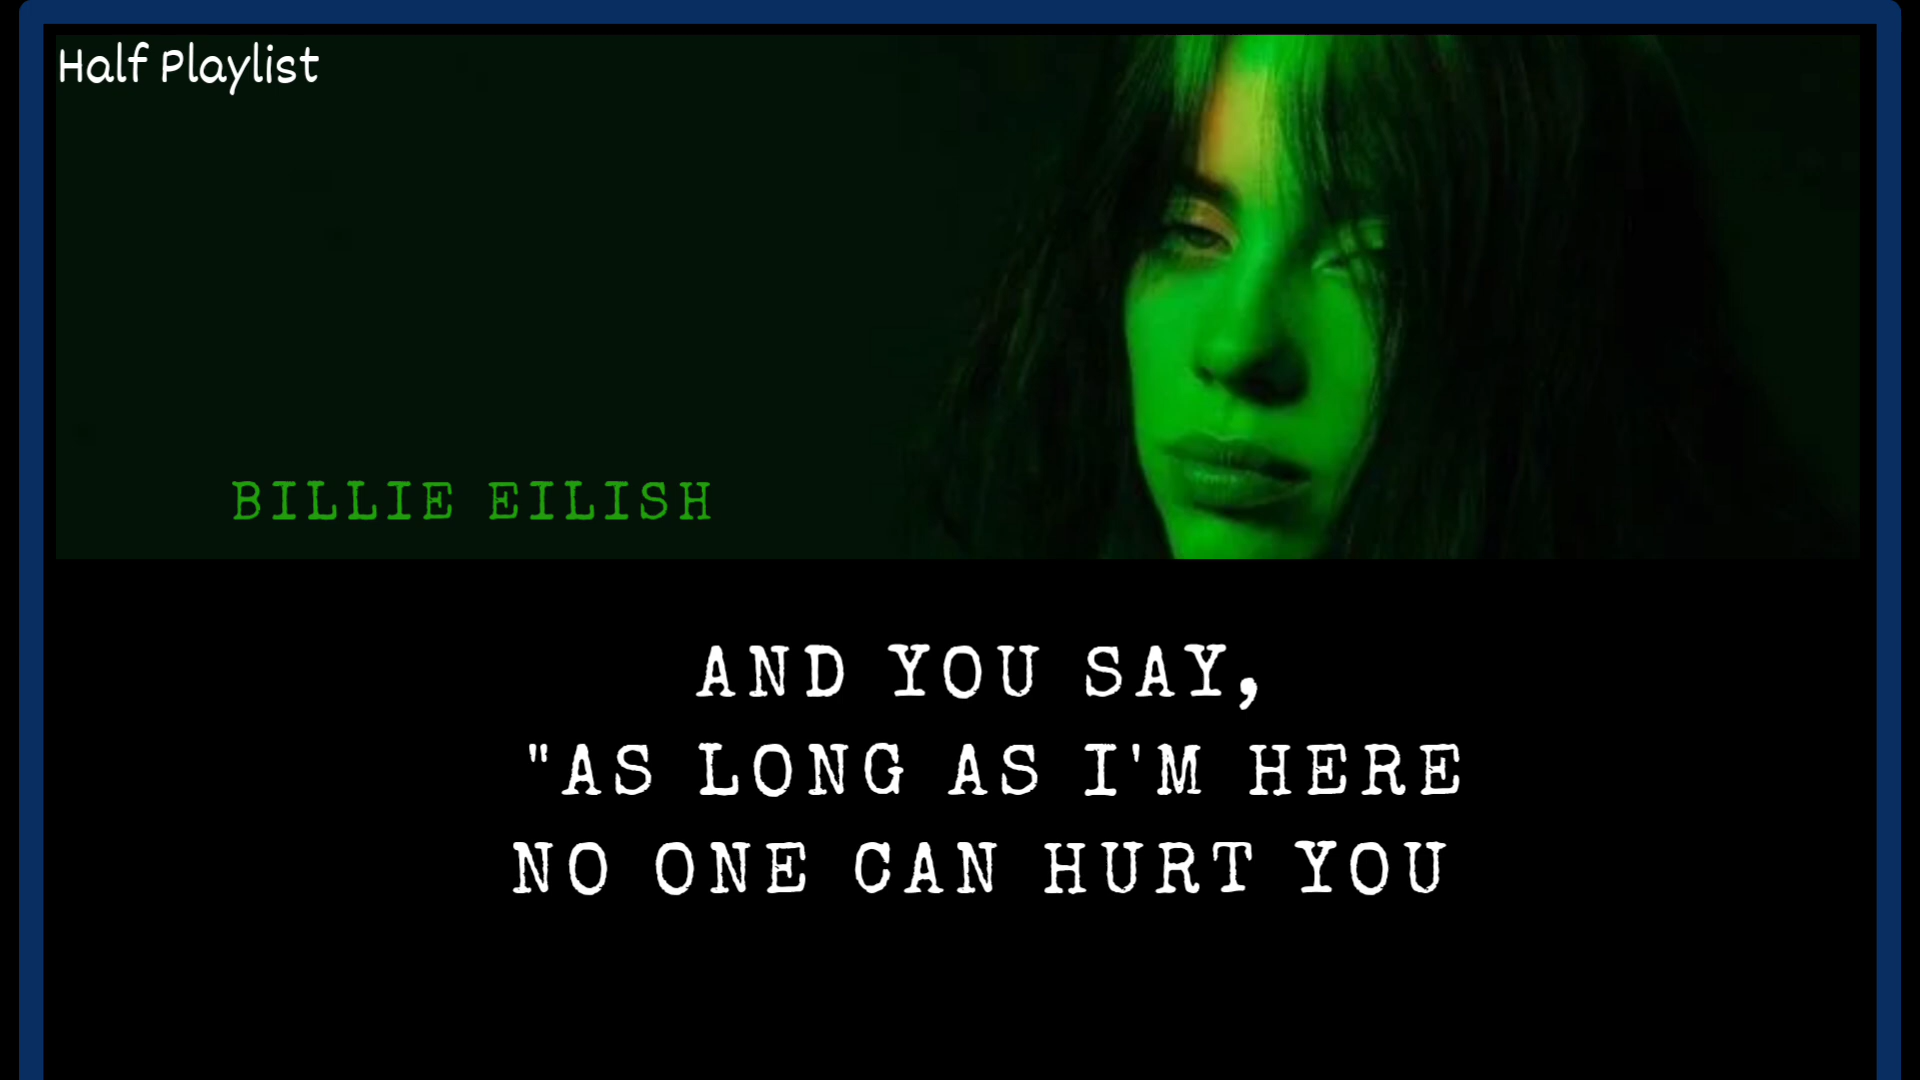 Half Playlist
BILLIE EILISH
AND YOU SAY,
"AS LONG AS I'M HERE
NO ONE CAN HURT YOU